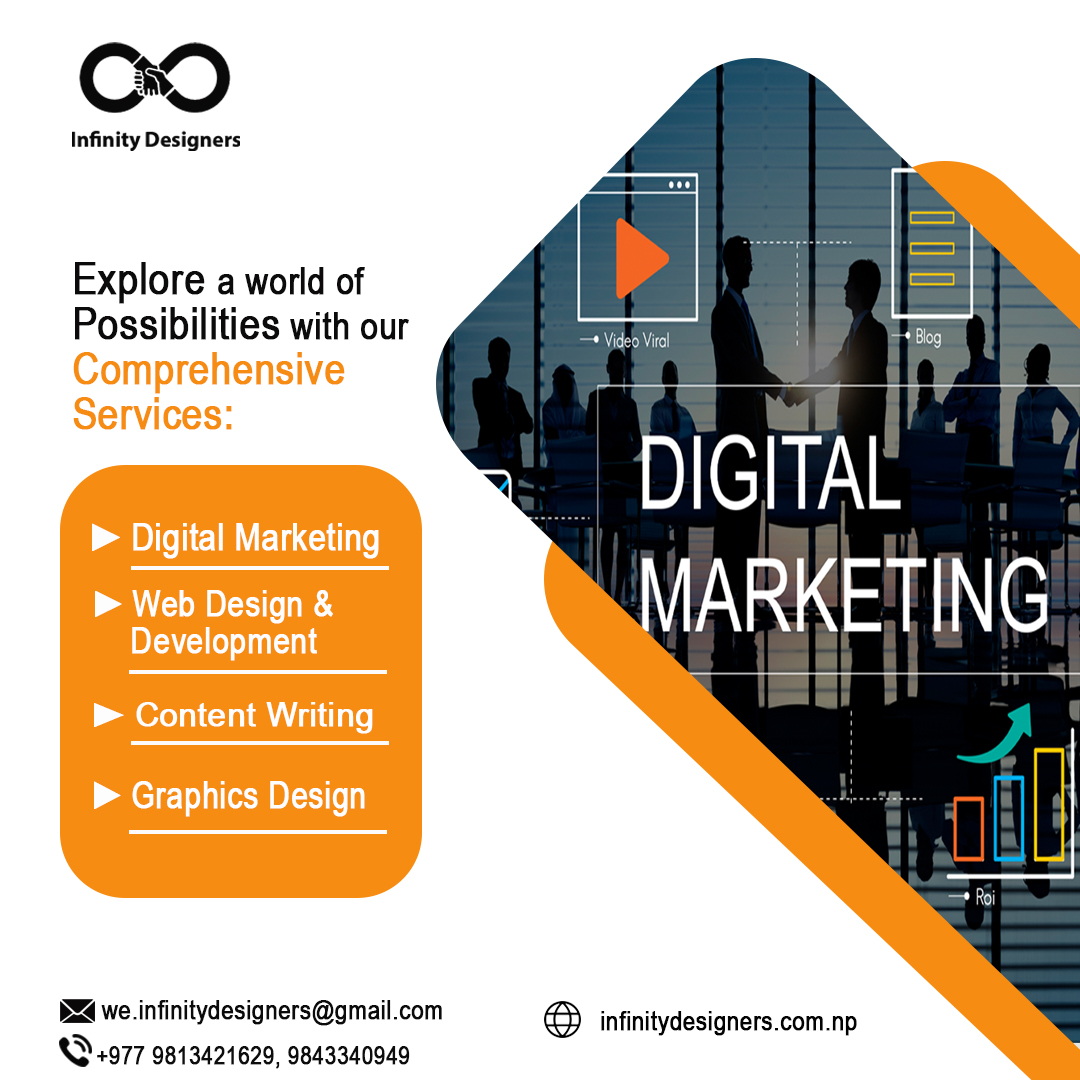 Infinity Designers
Explore a world of
Possibilities with our
Comprehensive
Services:
Digital Marketing
Web Design &
Development
Content Writing
Graphics Design
Video Viral
Blog
DIGITAL
MARKETING
Roi
we.infinitydesigners@gmail.com
+977 9813421629, 9843340949
infinitydesigners.com.np